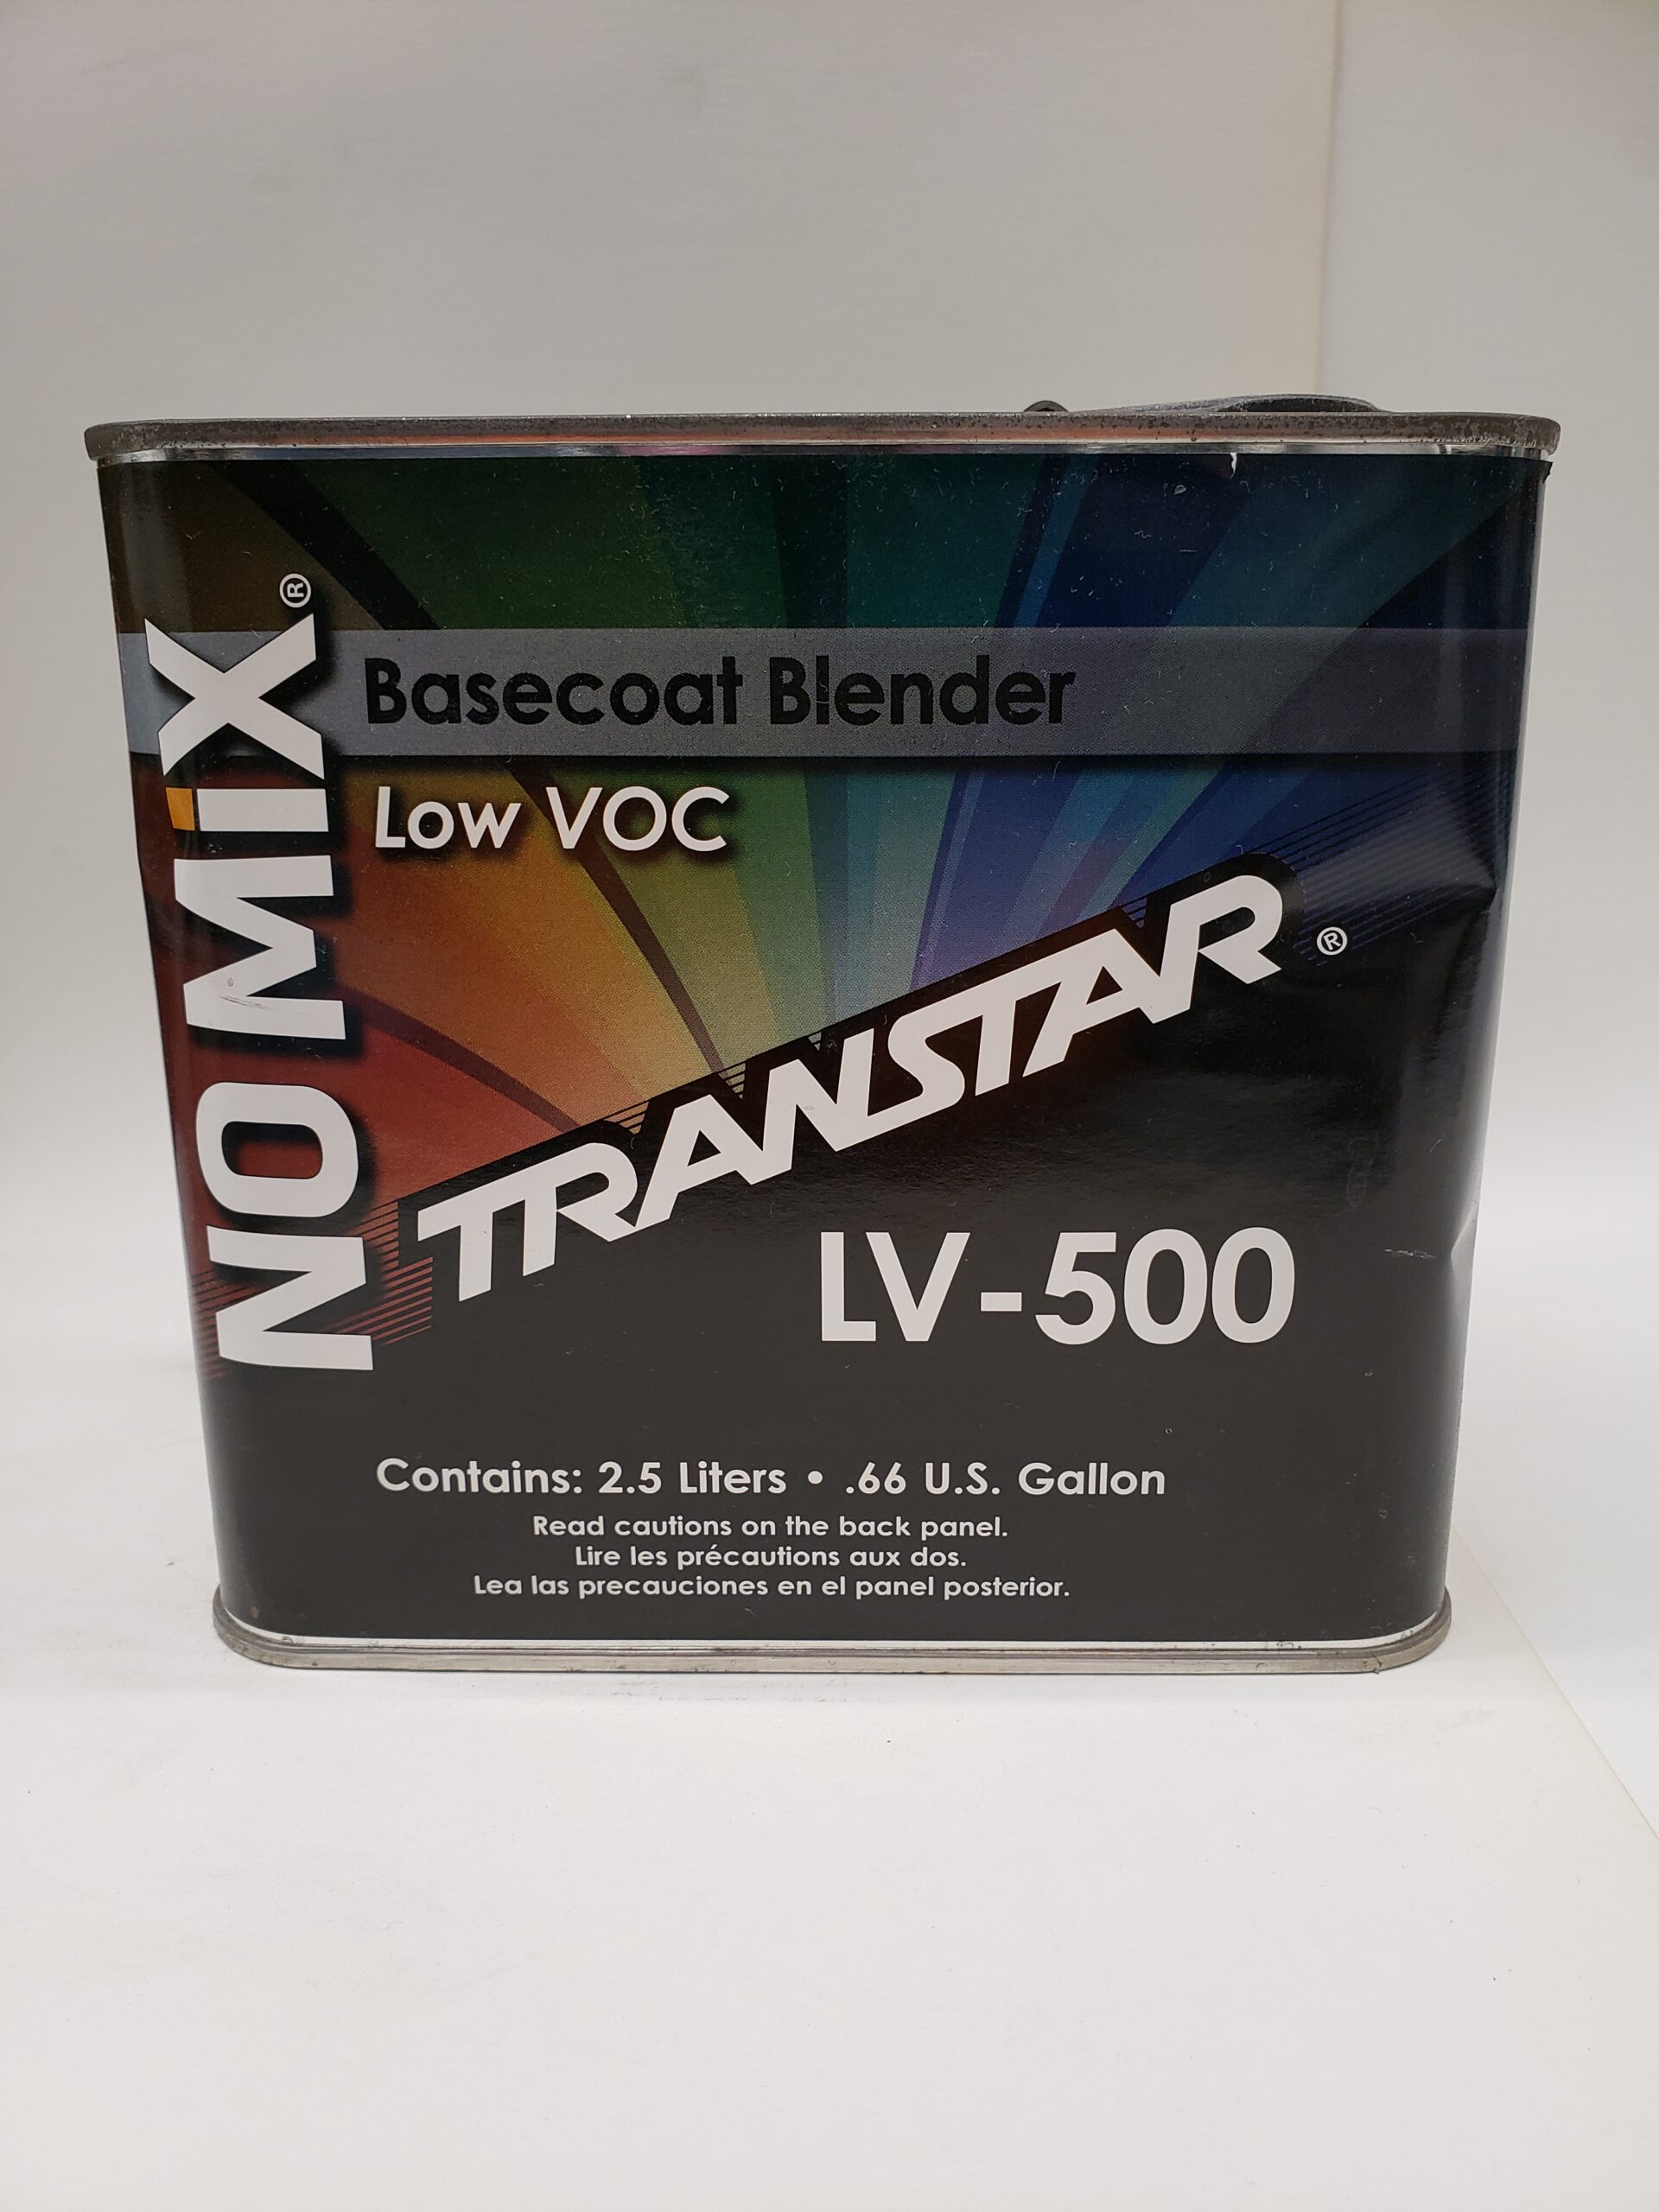 NO MiX®
Basecoat Blender
Low VOC
TRANSTAR®
LV-500
Contains: 2.5 Liters • .66 U.S. Gallon
Read cautions on the back panel.
Lire les précautions aux dos.
Lea las precauciones en el panel posterior.